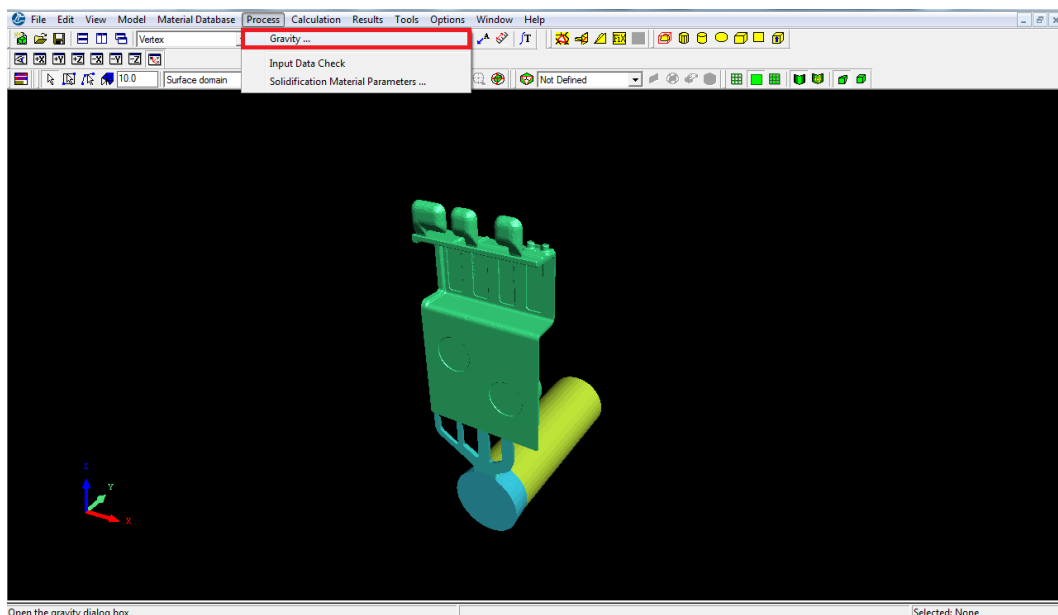 File Edit View Model Material Database Process Calculation Results Tools Options Window Help
Vertex
Gravity ...
Input Data Check
Solidification Material Parameters ...
10.0 Surface domain Not Defined
Z
Y
X
Open the gravity dialog box Selected: None